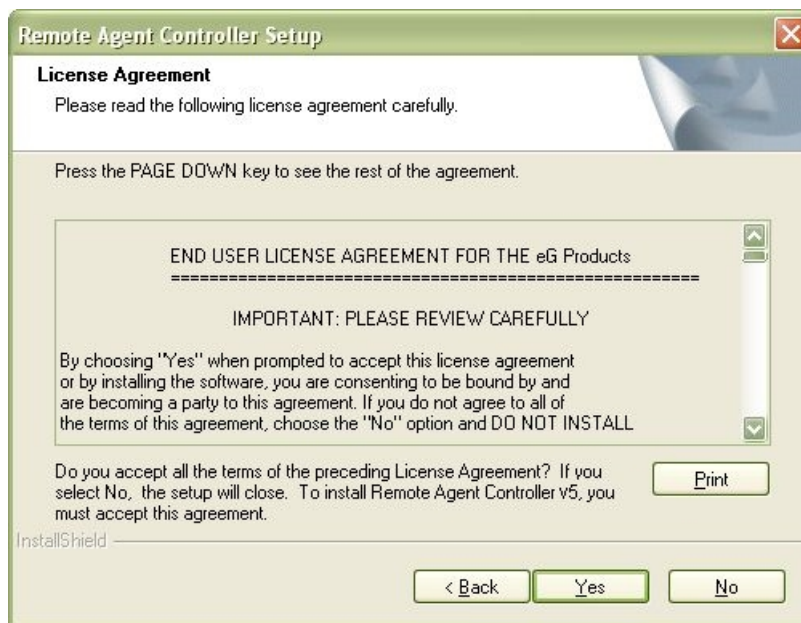 Remote Agent Controller Setup
License Agreement
Please read the following license agreement carefully.
Press the PAGE DOWN key to see the rest of the agreement.
END USER LICENSE AGREEMENT FOR THE eG Products
=======================================================
IMPORTANT: PLEASE REVIEW CAREFULLY
By choosing "Yes" when prompted to accept this license agreement
or by installing the software, you are consenting to be bound by and
are becoming a party to this agreement. If you do not agree to all of
the terms of this agreement, choose the "No" option and DO NOT INSTALL
Do you accept all the terms of the preceding License Agreement? If you
select No, the setup will close. To install Remote Agent Controller v5, you
must accept this agreement.
Print
InstallShield
< Back
Yes
No